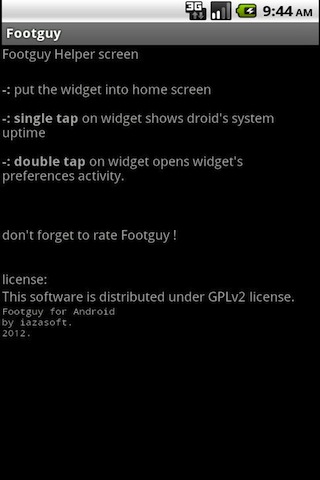 3G 9:44 AM
Footguy
Footguy Helper screen
-: put the widget into home screen
-: single tap on widget shows droid's system
uptime
-: double tap on widget opens widget's
preferences activity.
don't forget to rate Footguy !
license:
This software is distributed under GPLv2 license.
Footguy for Android
by iazasoft.
2012.